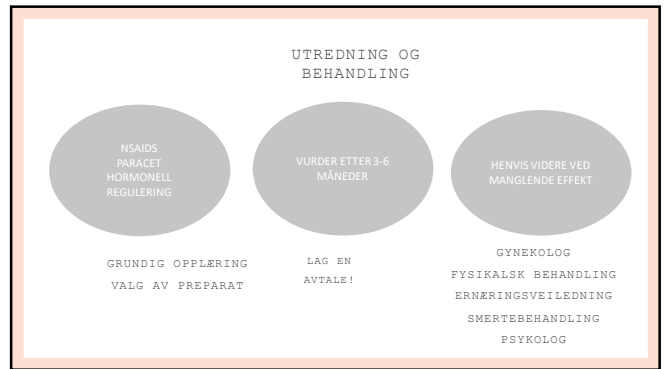 UTREDNING OG
BEHANDLING
NSAIDS
PARACET
HORMONELL
REGULERING
VURDER ETTER 3-6
MÅNEDER
HENVIS VIDERE VED
MANGLENDE EFFEKT
GRUNDIG OPPLÆRING
VALG AV PREPARAT
LAG EN
AVTALE!
GYNEKOLOG
FYSIKALSK BEHANDLING
ERNÆRINGSVEILEDNING
SMERTEBEHANDLING
PSYKOLOG